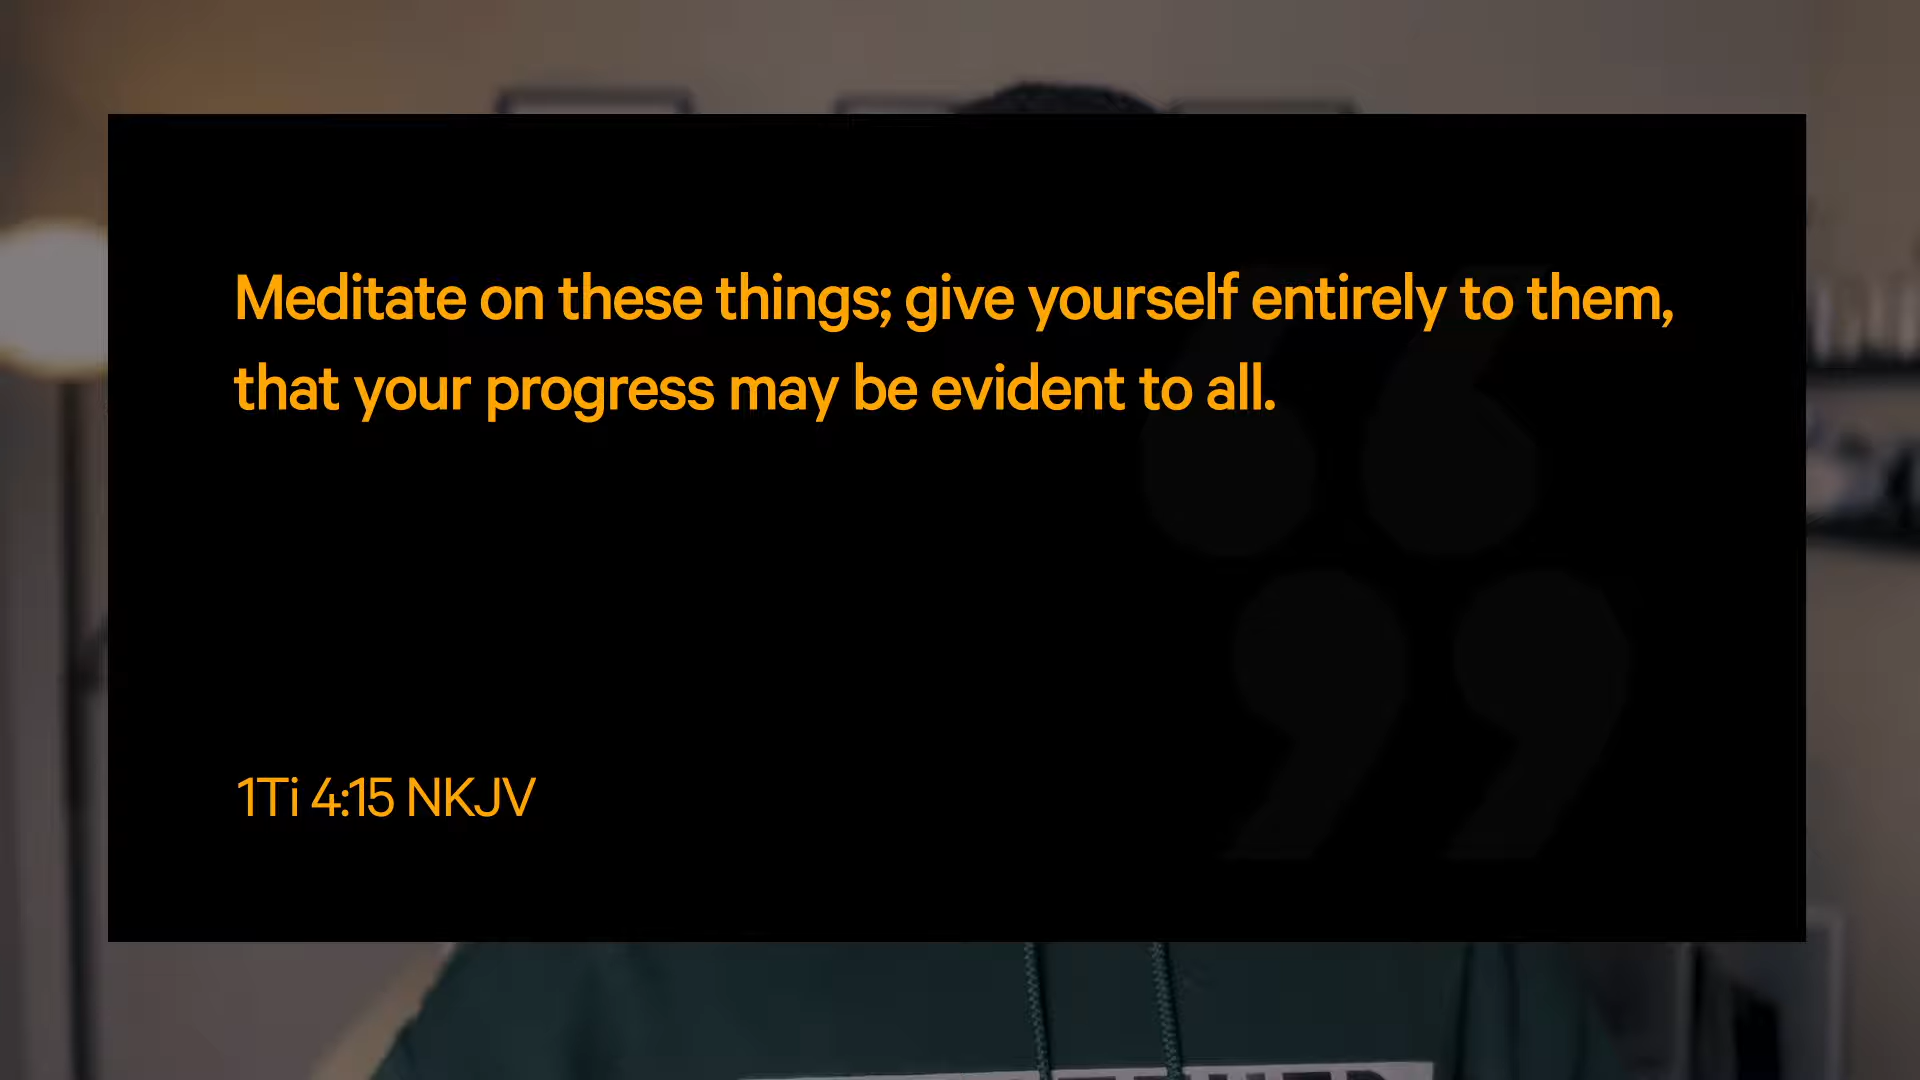 Meditate on these things; give yourself entirely to them,
that your progress may be evident to all.
1Ti 4:15 NKJV